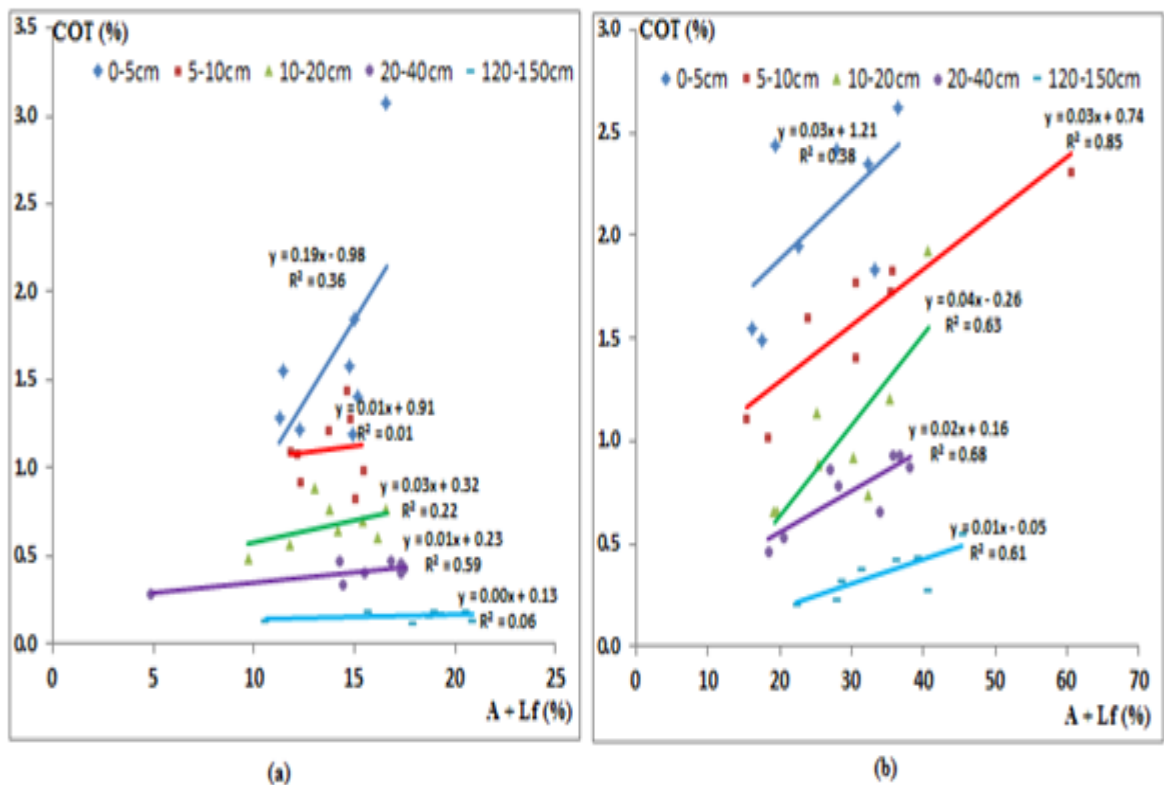 COT (%)
3.5
0-5cm 5-10cm 10-20cm 20-40cm 120-150cm
3.0
2.5
y = 0.19x - 0.98
R² = 0.36
2.0
1.5
y = 0.01x + 0.91
R² = 0.01
1.0
y = 0.03x + 0.32
R² = 0.22
0.5
y = 0.01x + 0.23
R² = 0.59
y = 0.00x + 0.13
R² = 0.06
0.0
0 5 10 15 20 25
A + Lf (%)
(a)
COT (%)
3.0
0-5cm 5-10cm 10-20cm 20-40cm 120-150cm
2.5
y = 0.03x + 1.21
R² = 0.38
y = 0.03x + 0.74
R² = 0.85
2.0
y = 0.04x - 0.26
R² = 0.63
1.5
1.0
y = 0.02x + 0.16
R² = 0.68
0.5
y = 0.01x - 0.05
R² = 0.61
0.0
0 10 20 30 40 50 60 70
A + Lf (%)
(b)